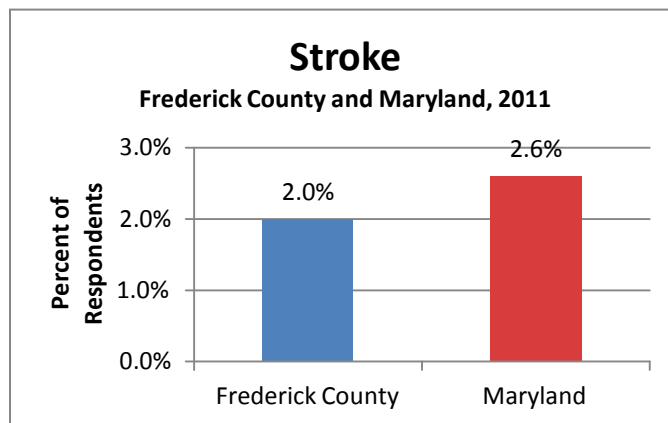 Stroke
Frederick County and Maryland, 2011
Percent of
Respondents
3.0%
2.0%
1.0%
0.0%
2.0%
2.6%
Frederick County
Maryland